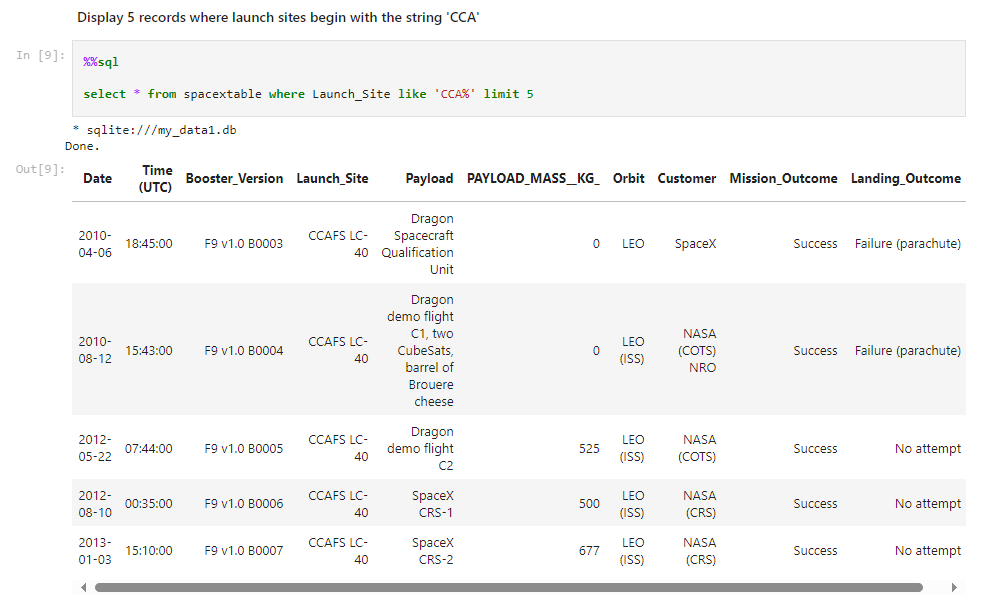 Display 5 records where launch sites begin with the string 'CCA'
In [9]:
%%sql
select * from spacextable where Launch_Site like 'CCA%' limit 5
* sqlite:///my_data1.db
Done.
Out[9]:
Date Time (UTC) Booster_Version Launch_Site Payload PAYLOAD_MASS__KG_ Orbit Customer Mission_Outcome Landing_Outcome
2010-04-06 18:45:00 F9 v1.0 B0003 CCAFS LC-40 Dragon Spacecraft Qualification Unit 0 LEO SpaceX Success Failure (parachute)
2010-08-12 15:43:00 F9 v1.0 B0004 CCAFS LC-40 Dragon demo flight C1, two CubeSats, barrel of Brouere cheese 0 LEO (ISS) NASA (COTS) NRO Success Failure (parachute)
2012-05-22 07:44:00 F9 v1.0 B0005 CCAFS LC-40 Dragon demo flight C2 525 LEO (ISS) NASA (COTS) Success No attempt
2012-08-10 00:35:00 F9 v1.0 B0006 CCAFS LC-40 SpaceX CRS-1 500 LEO (ISS) NASA (CRS) Success No attempt
2013-01-03 15:10:00 F9 v1.0 B0007 CCAFS LC-40 SpaceX CRS-2 677 LEO (ISS) NASA (CRS) Success No attempt